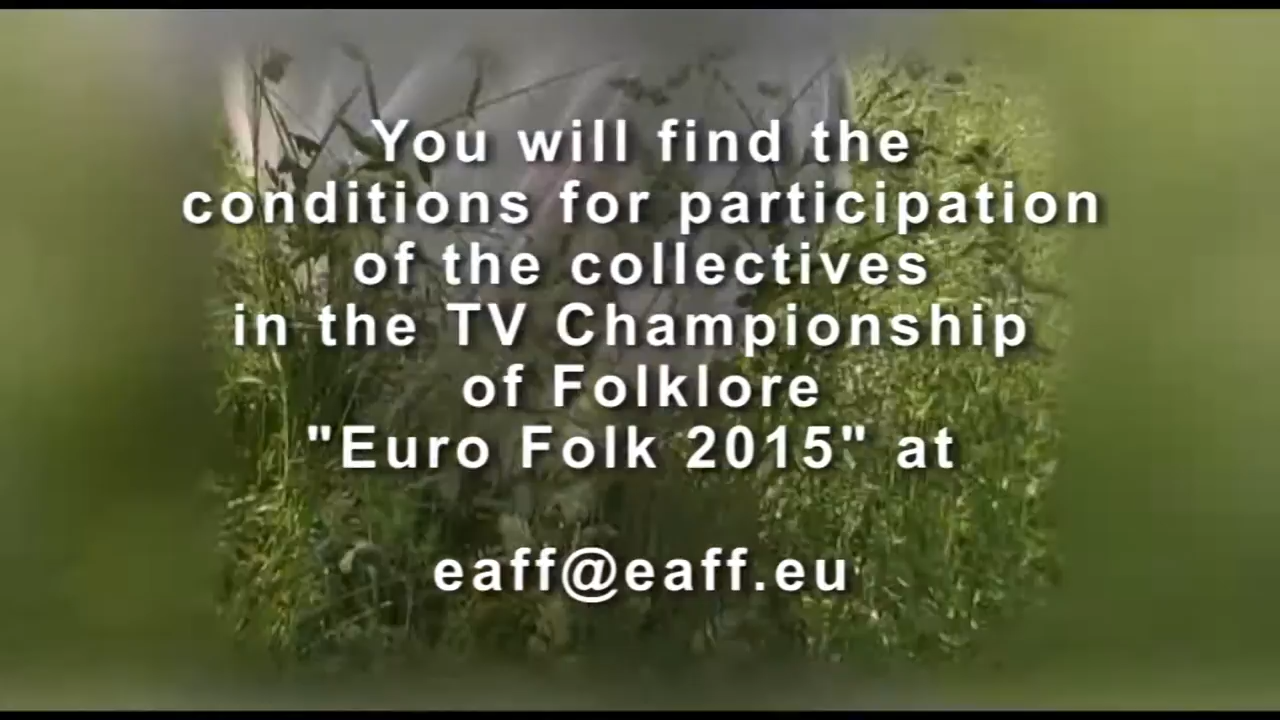 You will find the
conditions for participation
of the collectives
in the TV Championship
of Folklore
"Euro Folk 2015" at
eaff@eaff.eu